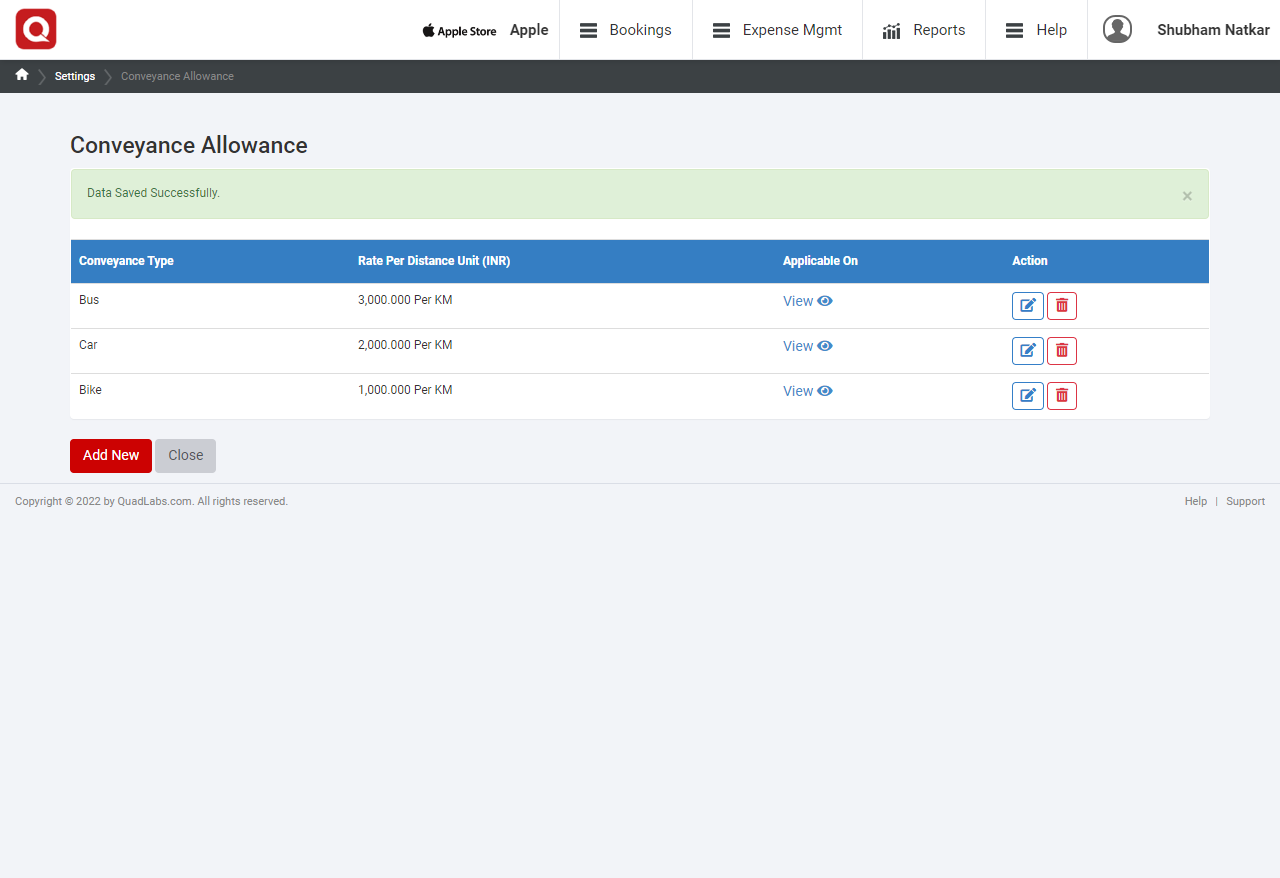 Apple Store Apple Bookings Expense Mgmt Reports Help Shubham Natkar
Settings Conveyance Allowance
Conveyance Allowance
Data Saved Successfully. ×
Conveyance Type Rate Per Distance Unit (INR) Applicable On Action
Bus 3,000.000 Per KM View
Car 2,000.000 Per KM View
Bike 1,000.000 Per KM View
Add New Close
Copyright © 2022 by QuadLabs.com. All rights reserved. Help | Support